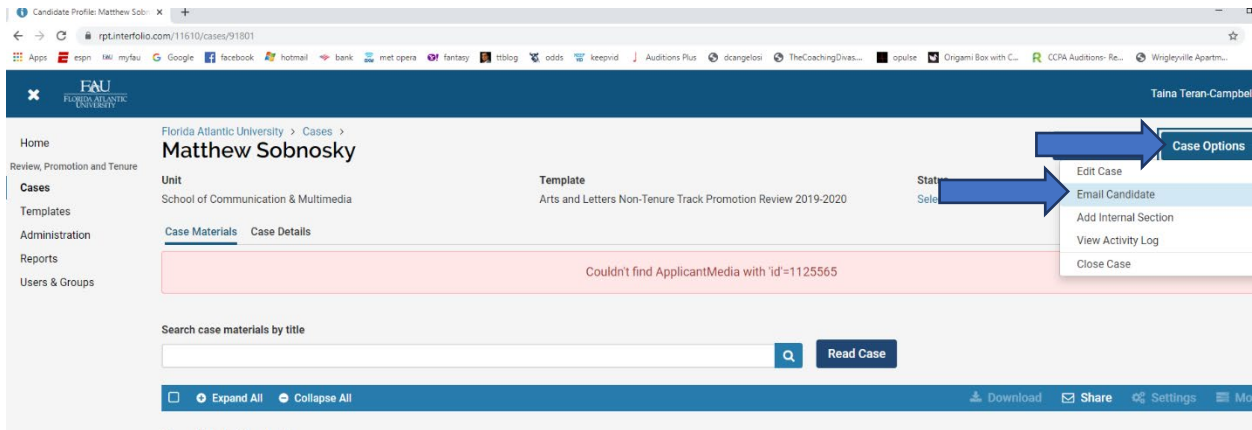 Candidate Profile: Matthew Sobn
rpt.interfolio.com/11610/cases/91801
Apps espn myfau Google facebook hotmail bank met opera fantasy ttblog odds keepvid Auditions Plus dcangelosi TheCoachingDivas... opulse Origami Box with C... CCPA Auditions- Re... Wrigleyville Apartm...
FAU
FLORIDA ATLANTIC
UNIVERSITY
Taina Teran-Campbel
Home
Review, Promotion and Tenure
Cases
Templates
Administration
Reports
Users & Groups
Florida Atlantic University > Cases >
Matthew Sobnosky
Case Options
Edit Case
Email Candidate
Add Internal Section
View Activity Log
Close Case
Unit
School of Communication & Multimedia
Template
Arts and Letters Non-Tenure Track Promotion Review 2019-2020
Status
Sele
Case Materials Case Details
Couldn't find ApplicantMedia with 'id'=1125565
Search case materials by title
Read Case
Expand All Collapse All Download Share Settings Mo